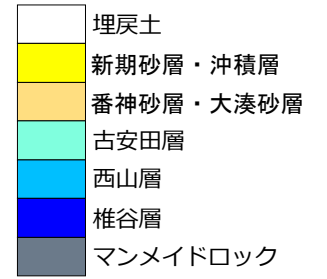 埋戻土
新期砂層・沖積層
番神砂層・大湊砂層
古安田層
西山層
椎谷層
マンメイドロック